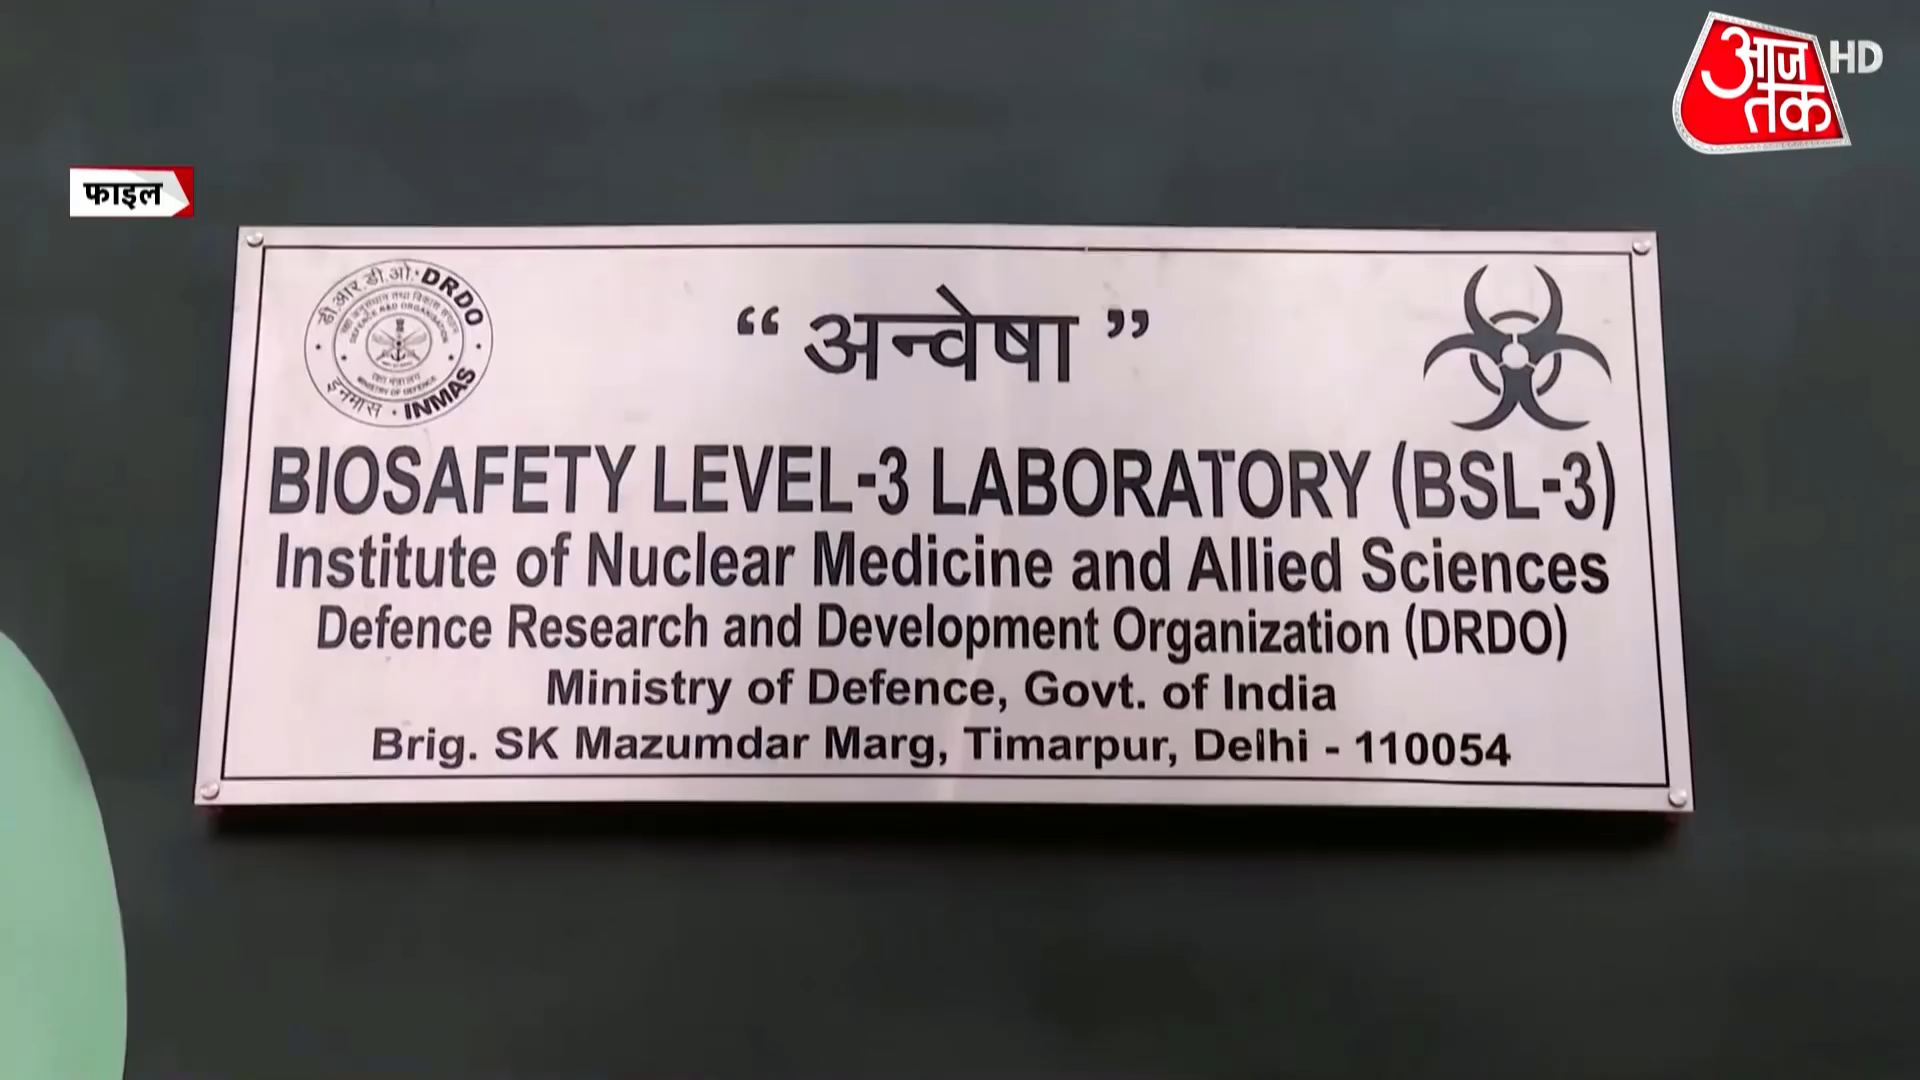 आज
तक
HD
फाइल
डी.आर.डी.ओ. DRDO
इनमास INMAS
“ अन्वेषा ”
BIOSAFETY LEVEL-3 LABORATORY (BSL-3)
Institute of Nuclear Medicine and Allied Sciences
Defence Research and Development Organization (DRDO)
Ministry of Defence, Govt. of India
Brig. SK Mazumdar Marg, Timarpur, Delhi - 110054